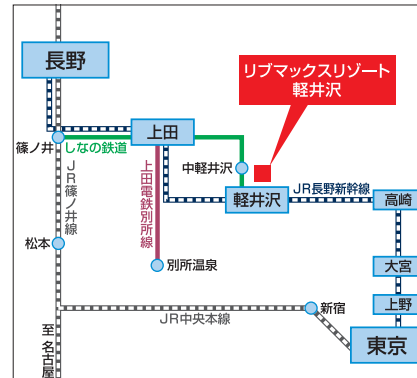 長野
リブマックスリゾート
軽井沢
上田
篠ノ井
しなの鉄道
中軽井沢
JR篠ノ井線
上田電鉄別所線
軽井沢
JR長野新幹線
高崎
松本
別所温泉
大宮
新宿
上野
JR中央本線
至名古屋
東京